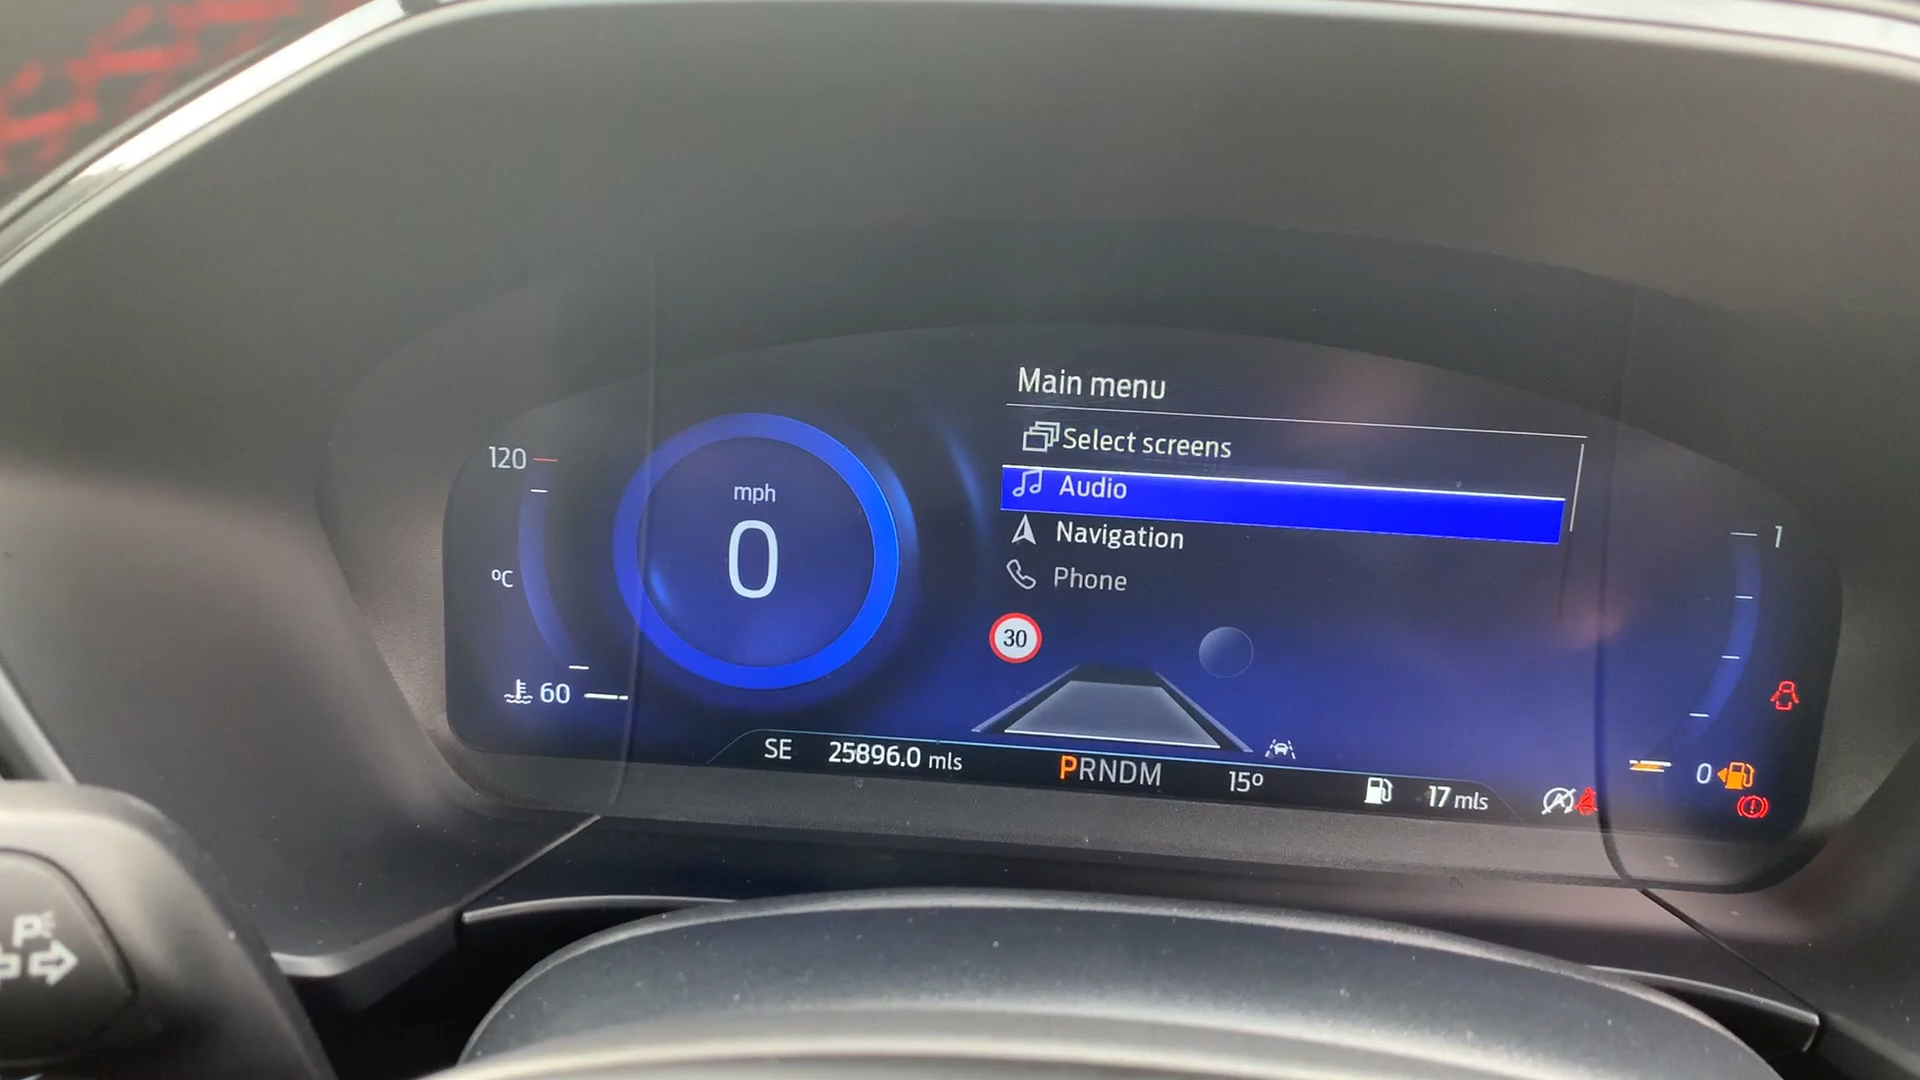 Main menu
Select screens
Audio
Navigation
Phone
120
mph
0
°C
60
30
1
0
SE 25896.0 mls PRNDM 15° 17 mls
P